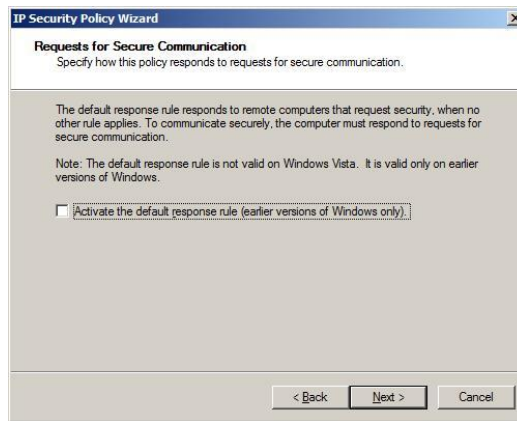 IP Security Policy Wizard
Requests for Secure Communication
Specify how this policy responds to requests for secure communication.
The default response rule responds to remote computers that request security, when no
other rule applies. To communicate securely, the computer must respond to requests for
secure communication.
Note: The default response rule is not valid on Windows Vista. It is valid only on earlier
versions of Windows.
Activate the default response rule (earlier versions of Windows only).
< Back
Next >
Cancel